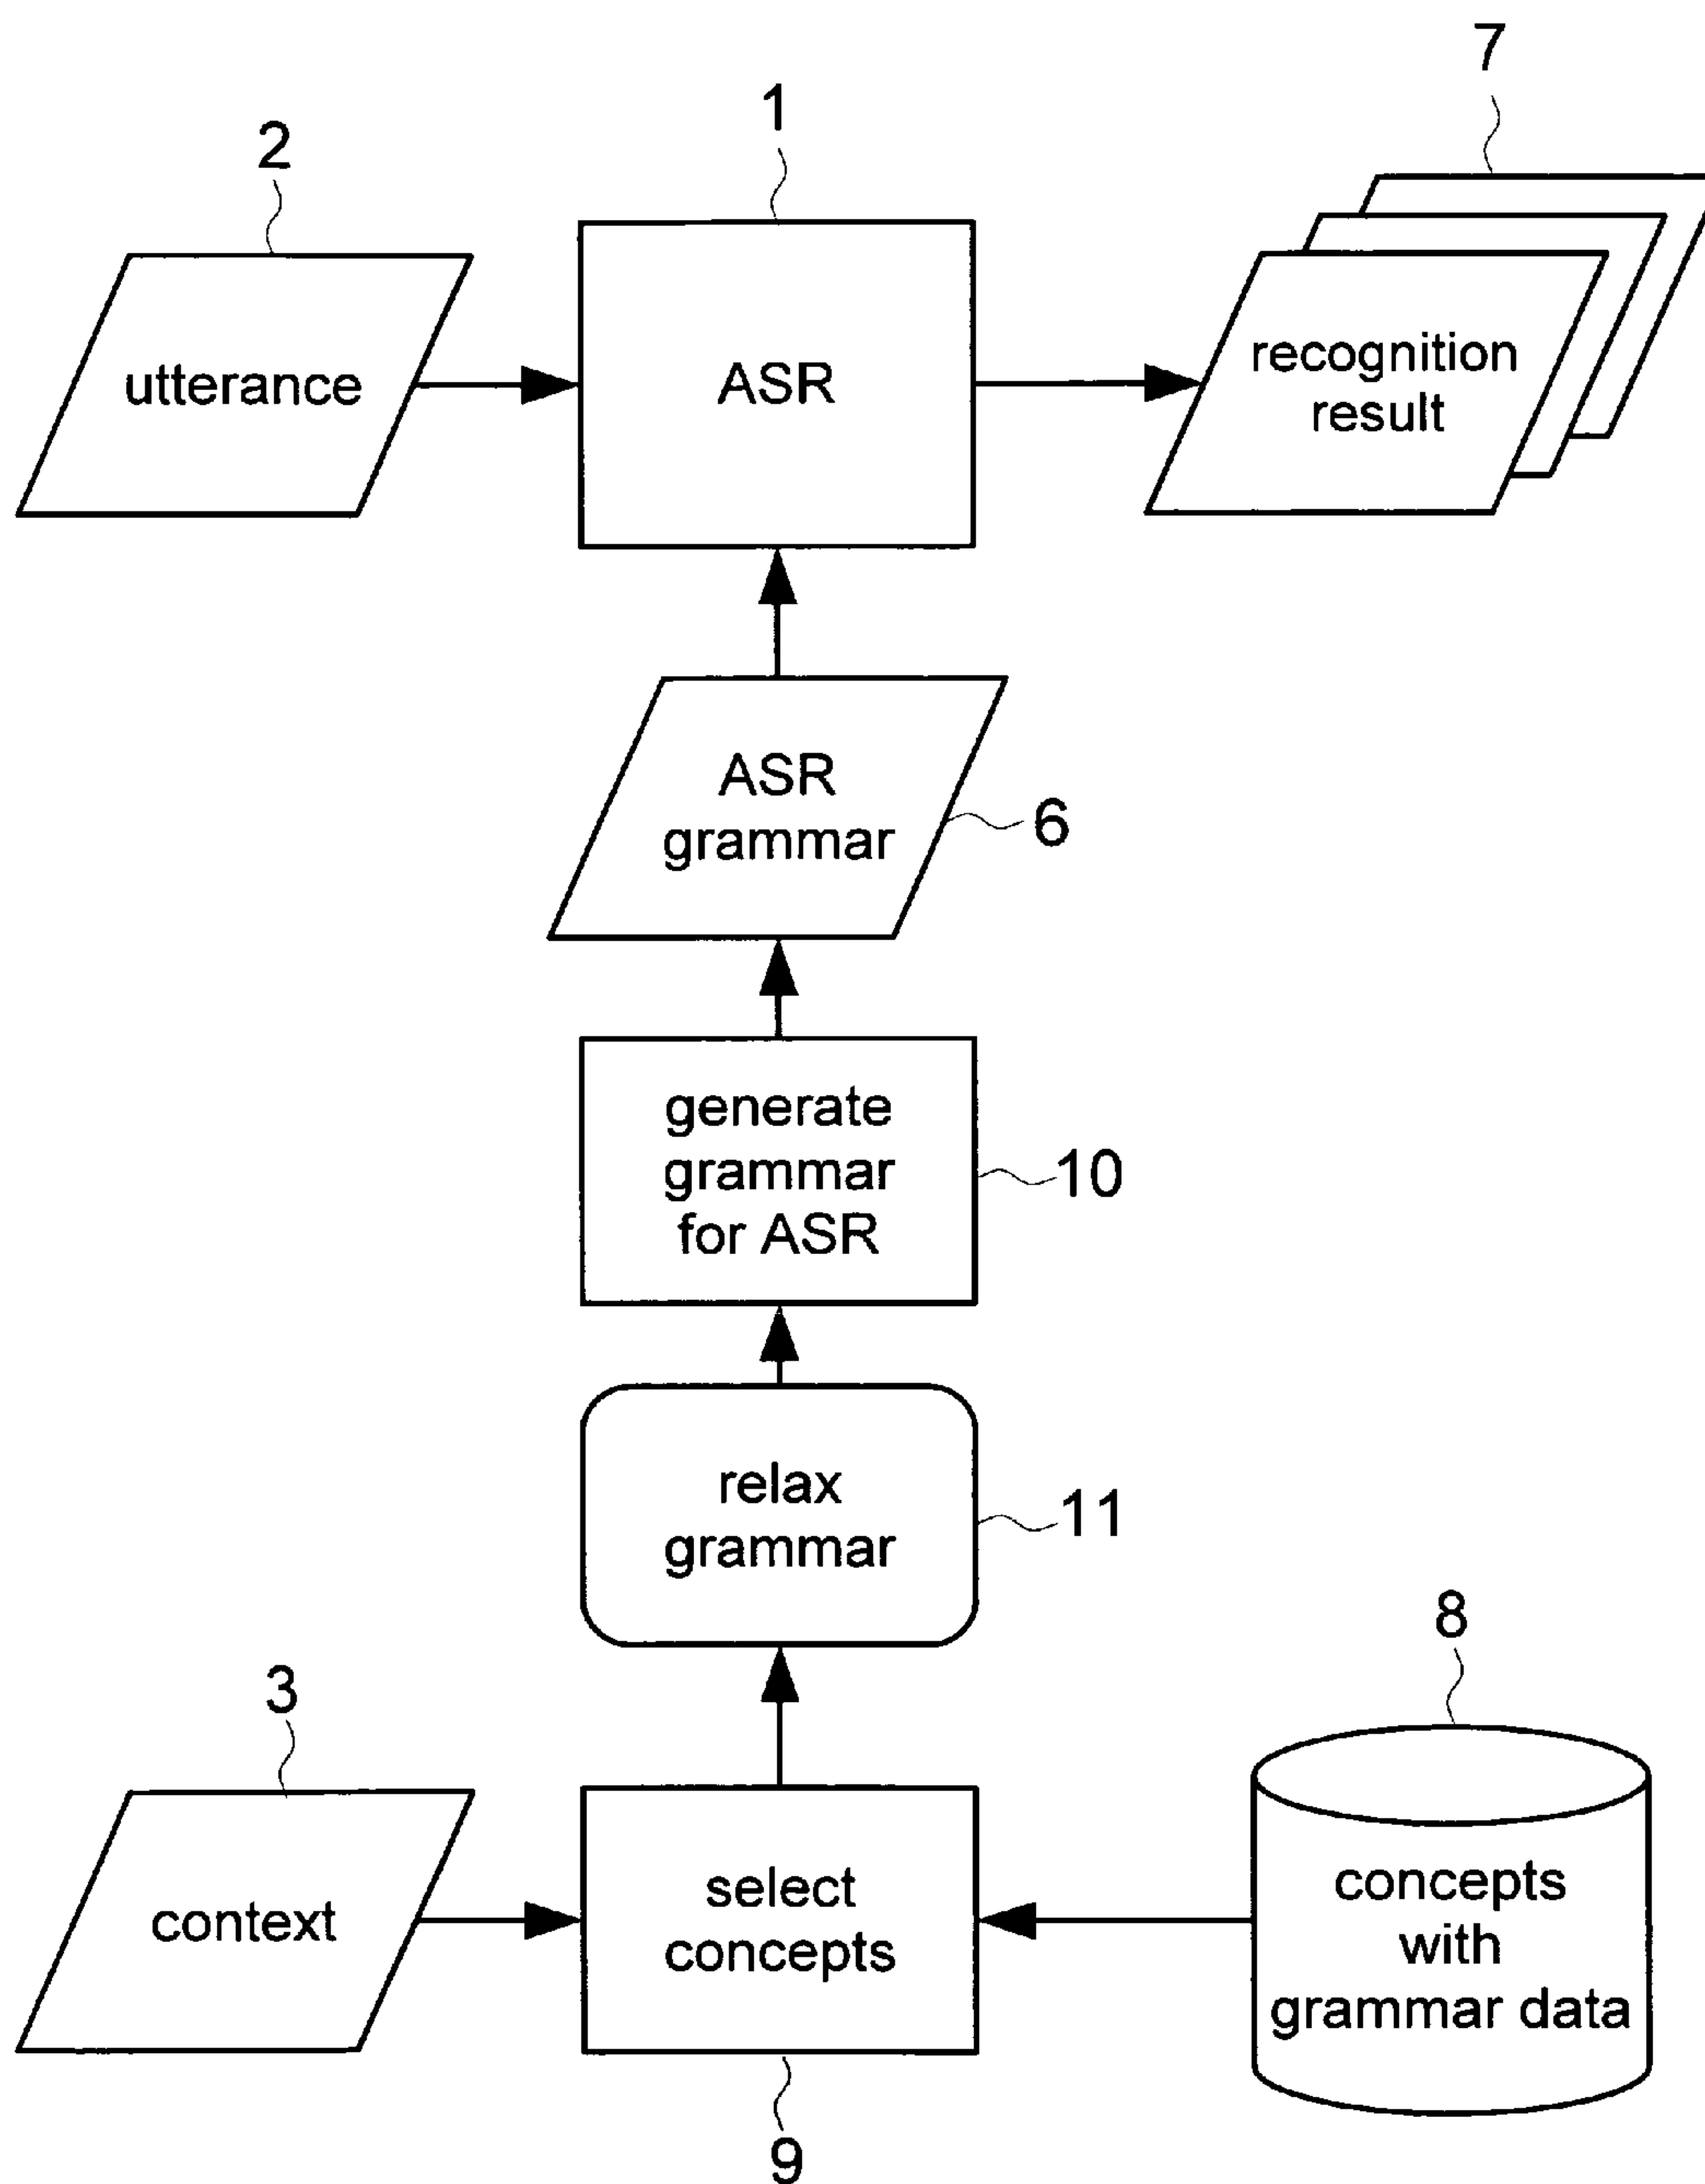 7
1
2
utterance
ASR
recognition
result
ASR
grammar
6
generate
grammar
for ASR
10
relax
grammar
11
8
3
context
select
concepts
concepts
with
grammar data
9